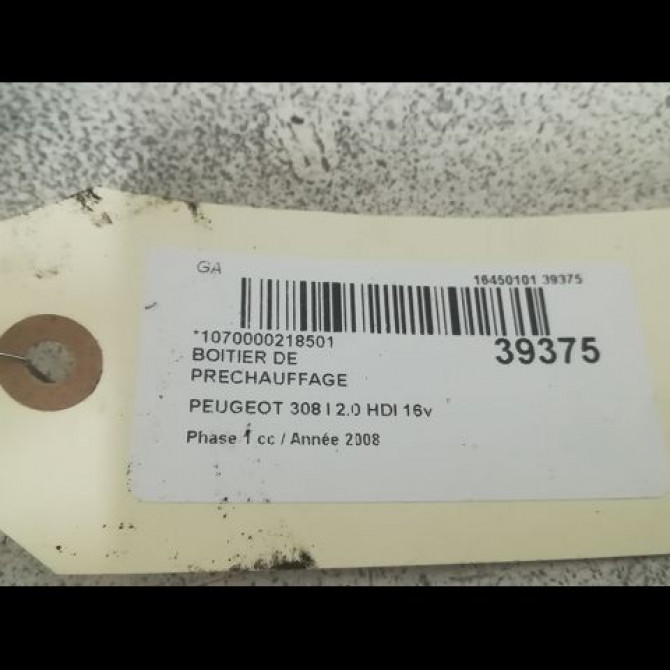 GA
16450101 39375
*1070000218501
39375
BOITIER DE
PRECHAUFFAGE
PEUGEOT 308 I 2.0 HDI 16v
Phase 1 cc / Année 2008